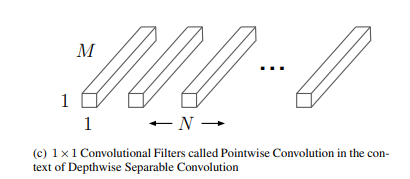 M
...
1
1
N
(c) 1 × 1 Convolutional Filters called Pointwise Convolution in the con-
text of Depthwise Separable Convolution